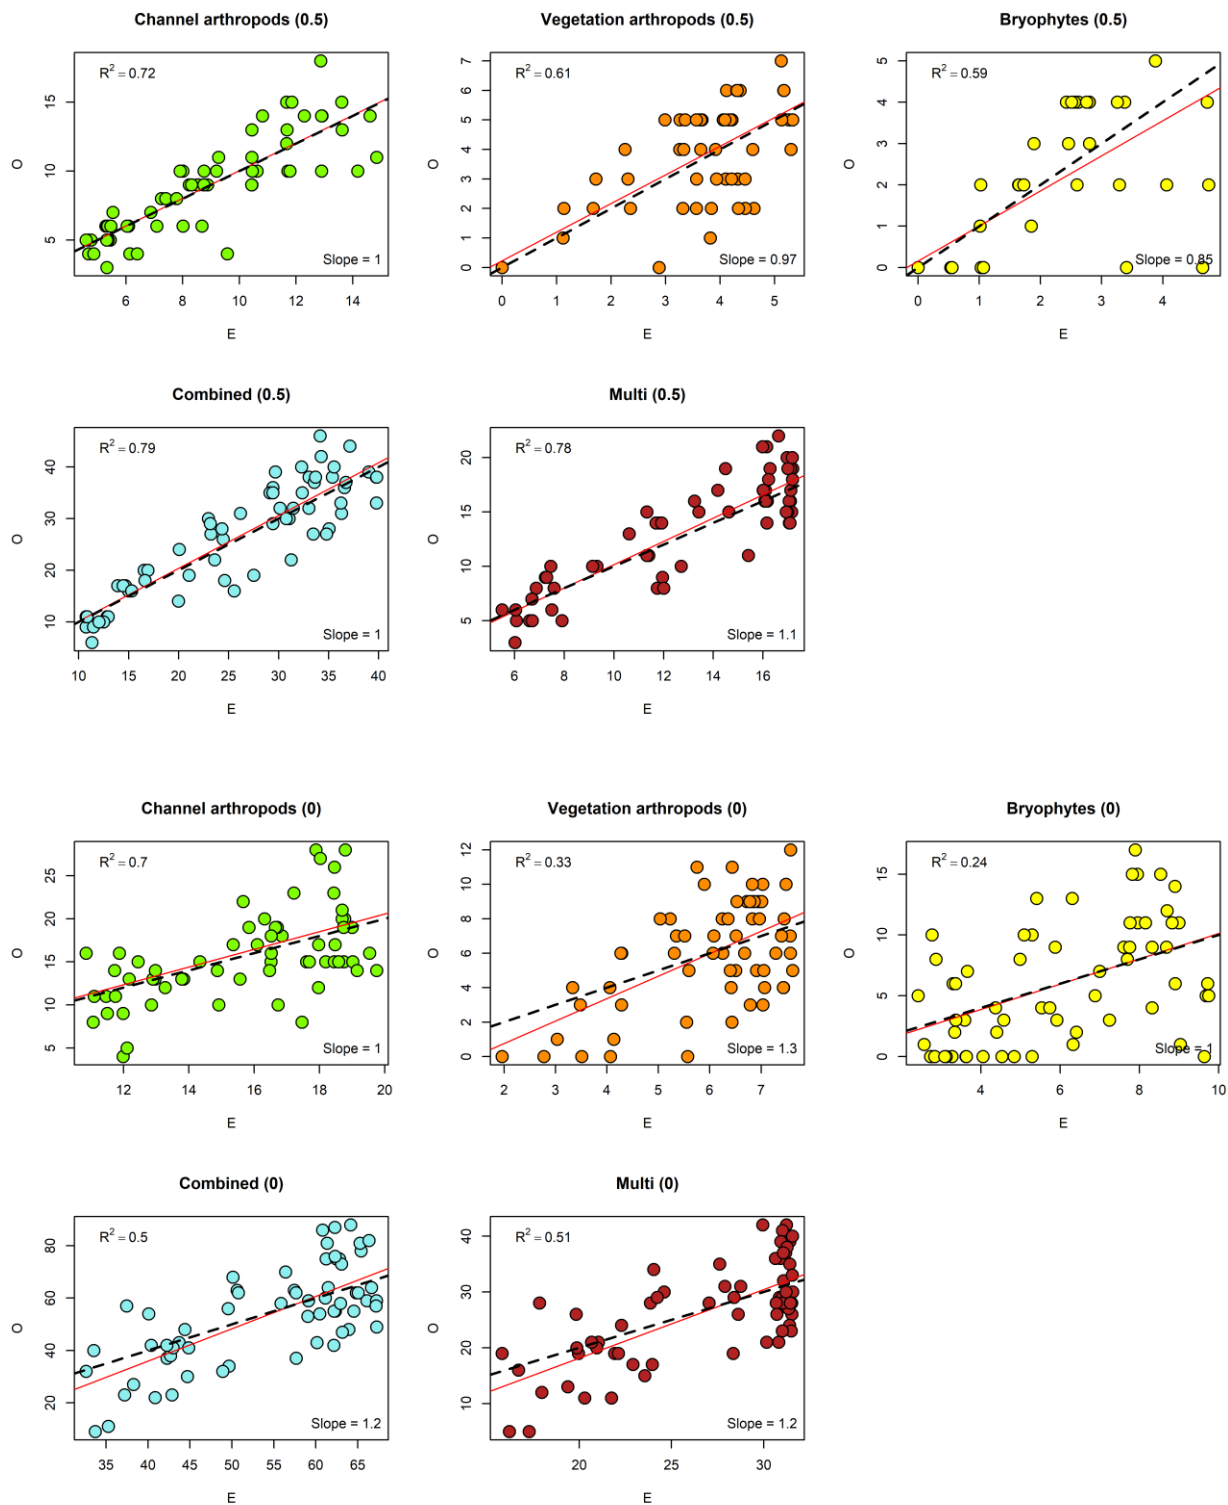 Channel arthropods (0.5)
R² = 0.72
15
10
5
O
6 8 10 12 14
Slope = 1
E
Vegetation arthropods (0.5)
R² = 0.61
7
6
5
4
3
2
1
0
O
0 1 2 3 4 5
Slope = 0.97
E
Bryophytes (0.5)
R² = 0.59
5
4
3
2
1
0
O
0 1 2 3 4
Slope = 0.85
E
Combined (0.5)
R² = 0.79
40
30
20
10
O
10 15 20 25 30 35 40
Slope = 1
E
Multi (0.5)
R² = 0.78
20
15
10
5
O
6 8 10 12 14 16
Slope = 1.1
E
Channel arthropods (0)
R² = 0.7
25
20
15
10
5
O
12 14 16 18 20
Slope = 1
E
Vegetation arthropods (0)
R² = 0.33
12
10
8
6
4
2
0
O
2 3 4 5 6 7
Slope = 1.3
E
Bryophytes (0)
R² = 0.24
15
10
5
0
O
4 6 8 10
Slope = 1
E
Combined (0)
R² = 0.5
80
60
40
20
O
35 40 45 50 55 60 65
Slope = 1.2
E
Multi (0)
R² = 0.51
40
30
20
10
O
20 25 30
Slope = 1.2
E